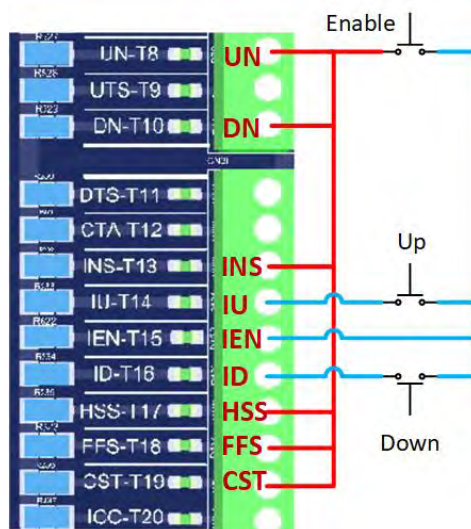 Enable
UN-T8 UN
UTS-T9
DN-T10 DN
DTS-T11
CTA-T12
INS-T13 INS
Up
IU-T14 IU
IEN-T15 IEN
ID-T16 ID
HSS-T17 HSS
FFS-T18 FFS
Down
CST-T19 CST
ICC-T20